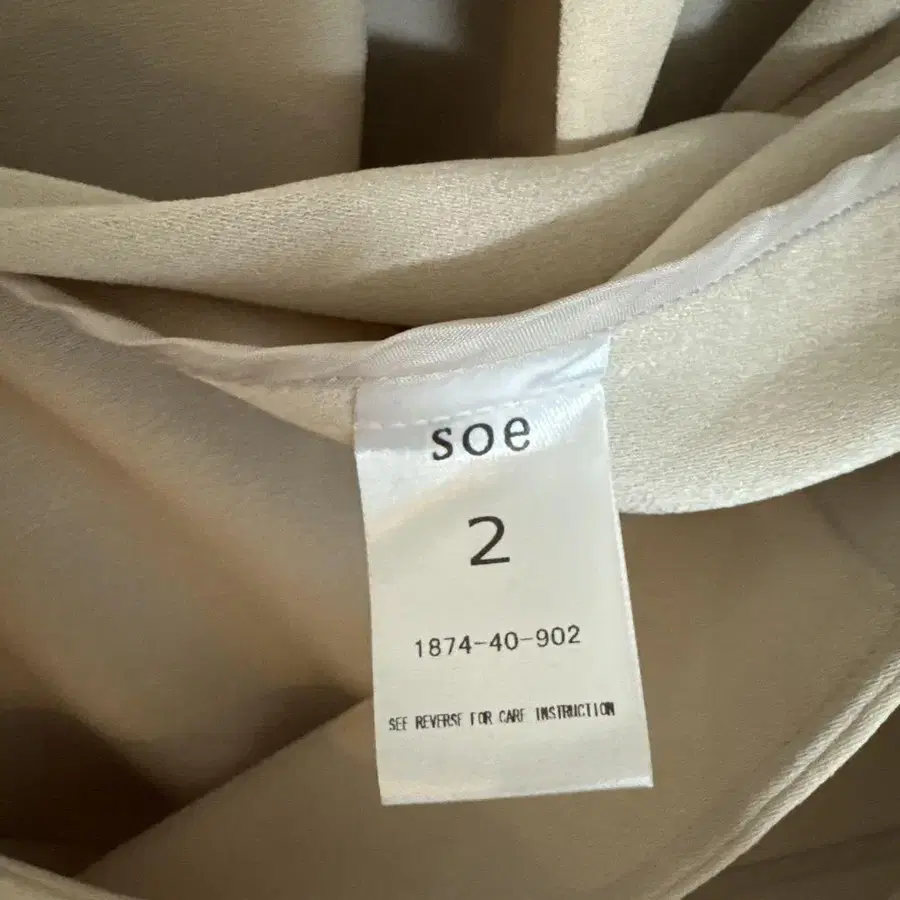 soe
2
1874-40-902
SEE REVERSE FOR CARE INSTRUCTION